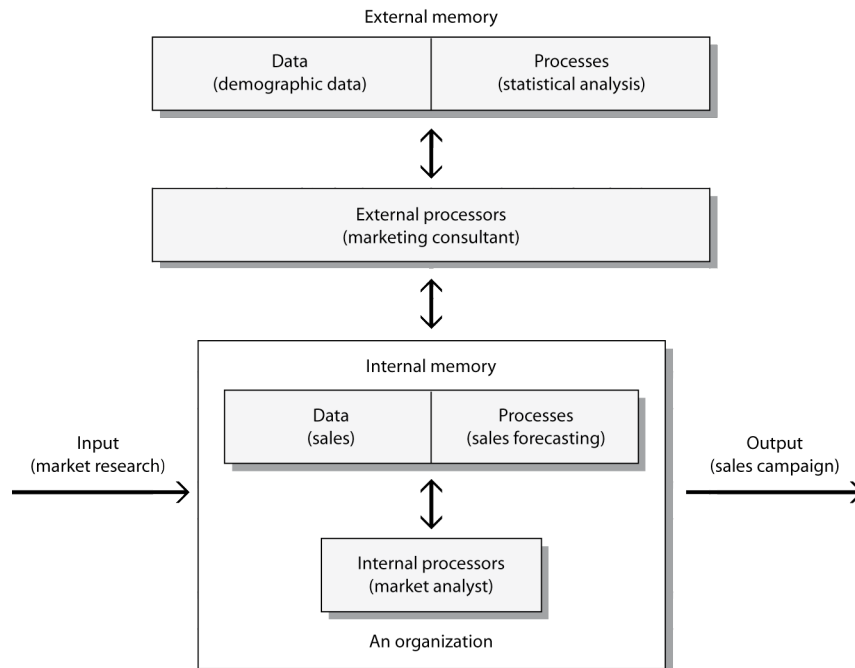 External memory
Data
(demographic data)
Processes
(statistical analysis)
External processors
(marketing consultant)
Internal memory
Data
(sales)
Processes
(sales forecasting)
Input
(market research)
Output
(sales campaign)
Internal processors
(market analyst)
An organization